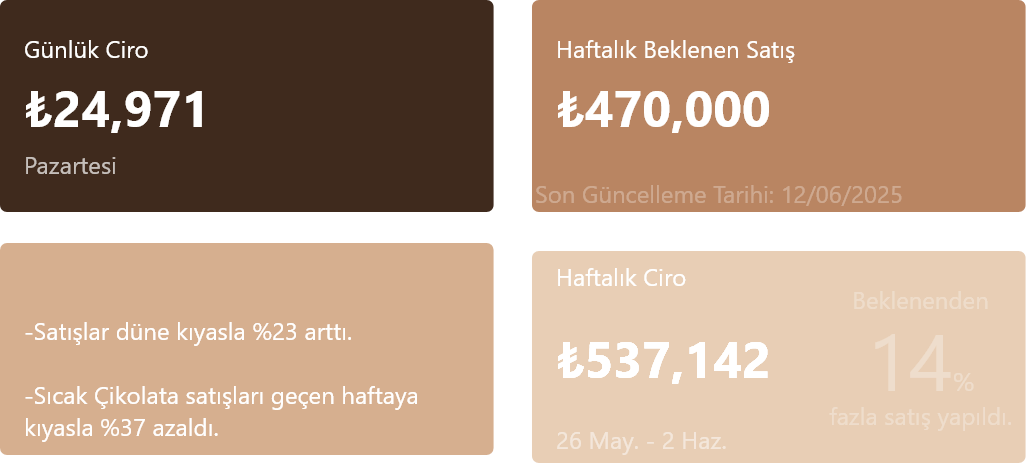 Günlük Ciro
₺24,971
Pazartesi
Haftalık Beklenen Satış
₺470,000
Son Güncelleme Tarihi: 12/06/2025
-Satışlar düne kıyasla %23 arttı.
-Sıcak Çikolata satışları geçen haftaya
kıyasla %37 azaldı.
Haftalık Ciro
₺537,142
26 May. - 2 Haz.
Beklenenden
14%
fazla satış yapıldı.